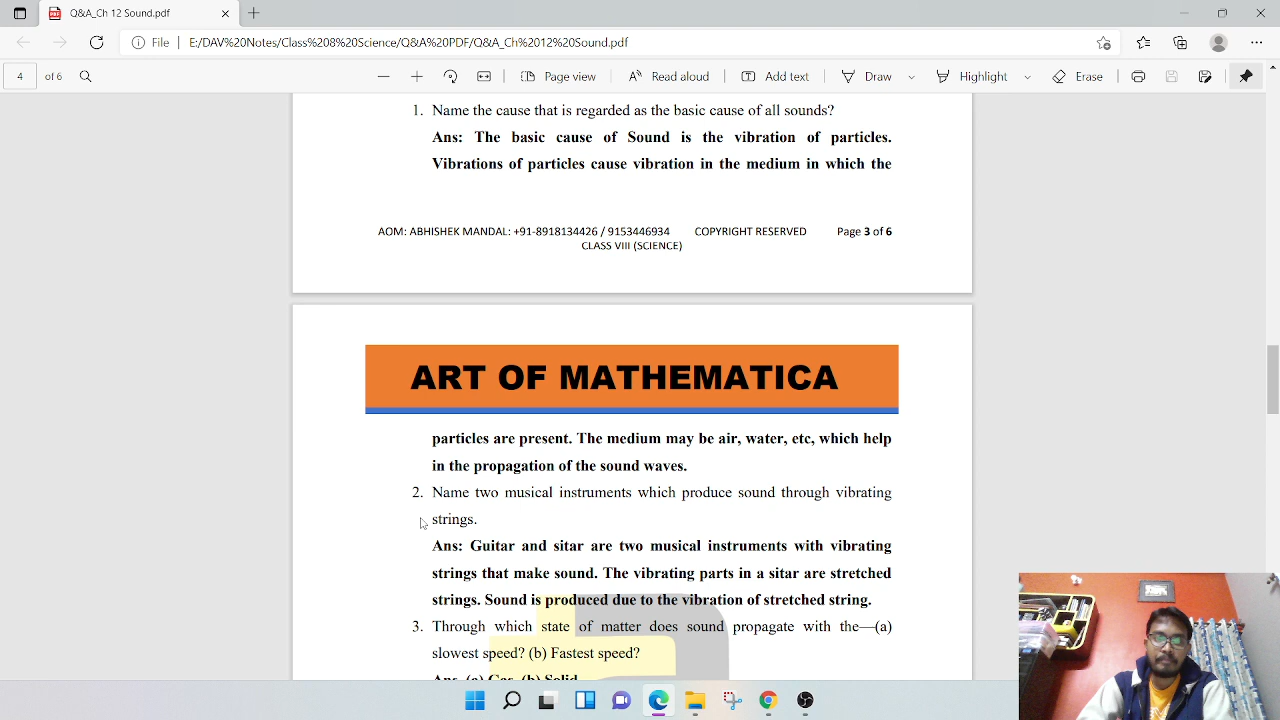 Q&A_Ch 12 Sound.pdf
File E:/DAV%20Notes/Class%208%20Science/Q&A%20PDF/Q&A_Ch%2012%20Sound.pdf
4 of 6 Page view Read aloud Add text Draw Highlight Erase
1. Name the cause that is regarded as the basic cause of all sounds?
Ans: The basic cause of Sound is the vibration of particles.
Vibrations of particles cause vibration in the medium in which the
AOM: ABHISHEK MANDAL: +91-8918134426 / 9153446934 COPYRIGHT RESERVED Page 3 of 6
CLASS VIII (SCIENCE)
ART OF MATHEMATICA
particles are present. The medium may be air, water, etc, which help
in the propagation of the sound waves.
2. Name two musical instruments which produce sound through vibrating
strings.
Ans: Guitar and sitar are two musical instruments with vibrating
strings that make sound. The vibrating parts in a sitar are stretched
strings. Sound is produced due to the vibration of stretched string.
3. Through which state of matter does sound propagate with the—(a)
slowest speed? (b) Fastest speed?
Ans. (a) Gas. (b) Solid